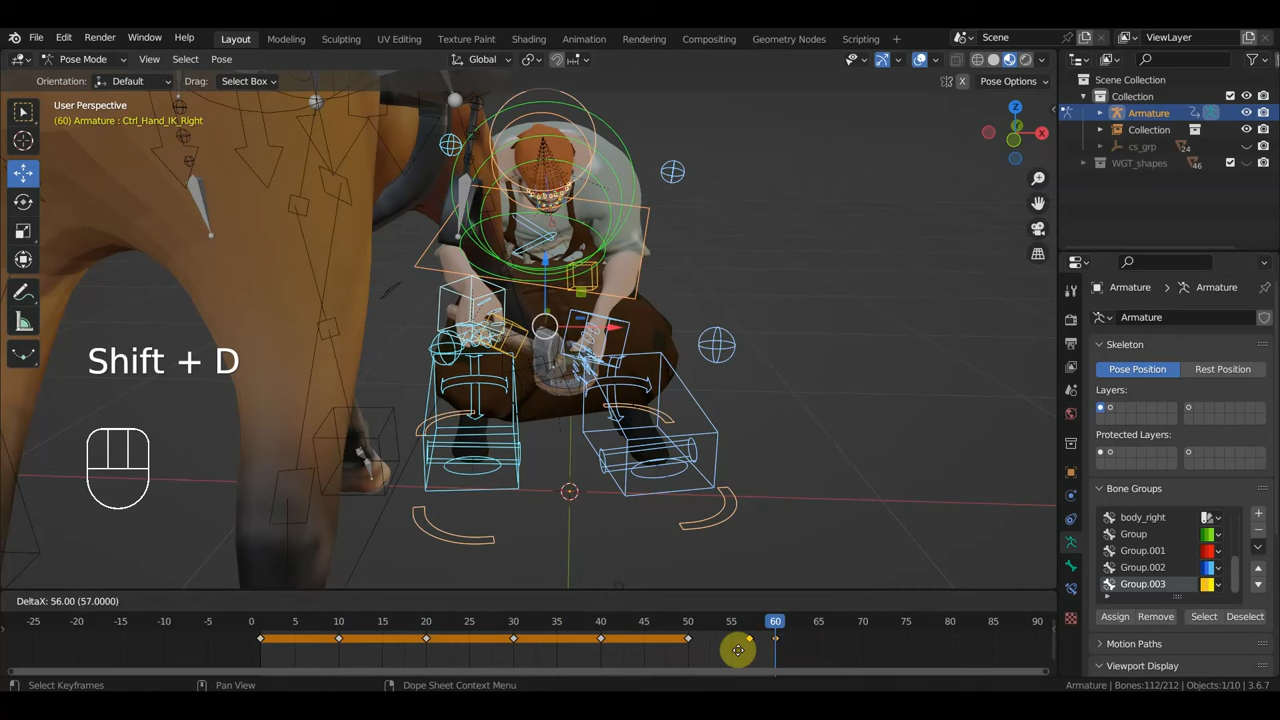 File Edit Render Window Help Layout Modeling Sculpting UV Editing Texture Paint Shading Animation Rendering Compositing Geometry Nodes Scripting + Scene ViewLayer
Pose Mode View Select Pose Global
Orientation: Default Drag: Select Box X Pose Options
User Perspective
(60) Armature : Ctrl_Hand_IK_Right
Z
X
Y
Shift + D
Scene Collection
Collection
Armature
Collection
cs_grp 24
WGT_shapes 46
Armature Armature
Armature
Skeleton
Pose Position Rest Position
Layers:
Protected Layers:
Bone Groups
body_right
Group
Group.001
Group.002
Group.003
Assign Remove Select Deselect
Motion Paths
Viewport Display
DeltaX: 56.00 (57.0000)
-25 -20 -15 -10 -5 0 5 10 15 20 25 30 35 40 45 50 55 60 65 70 75 80 85 90
Select Keyframes Pan View Dope Sheet Context Menu Armature | Bones:112/212 | Objects:1/10 | 3.6.7